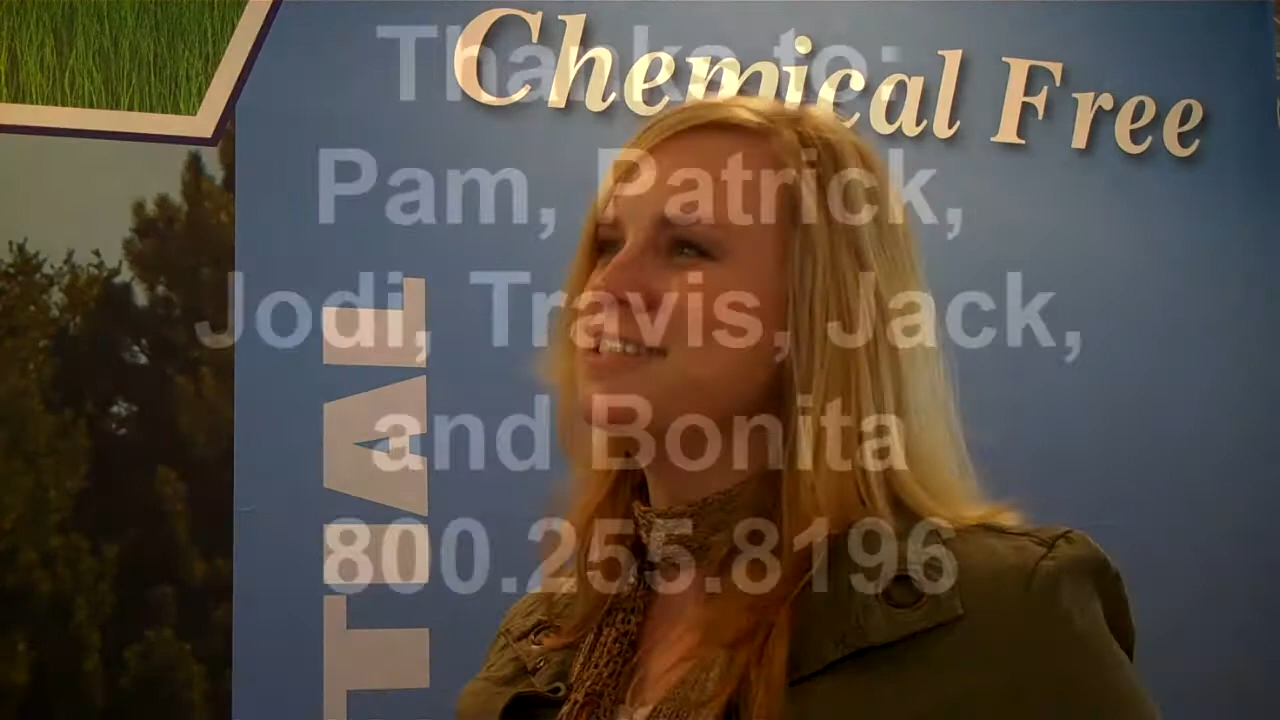 Chemical Free
Thanks to:
Pam, Patrick,
Jodi, Travis, Jack,
and Bonita
800.255.8196
TAL